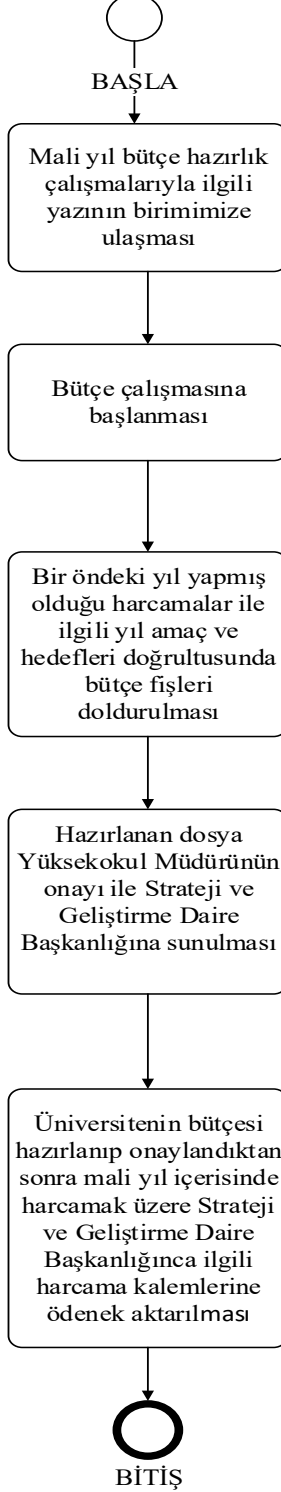 BAŞLA
Mali yıl bütçe hazırlık
çalışmalarıyla ilgili
yazının birimimize
ulaşması
Bütçe çalışmasına
başlanması
Bir öndeki yıl yapmış
olduğu harcamalar ile
ilgili yıl amaç ve
hedefleri doğrultusunda
bütçe fişleri
doldurulması
Hazırlanan dosya
Yüksekokul Müdürünün
onayı ile Strateji ve
Geliştirme Daire
Başkanlığına sunulması
Üniversitenin bütçesi
hazırlanıp onaylandıktan
sonra mali yıl içerisinde
harcamak üzere Strateji
ve Geliştirme Daire
Başkanlığınca ilgili
harcama kalemlerine
ödenek aktarılması
BİTİŞ